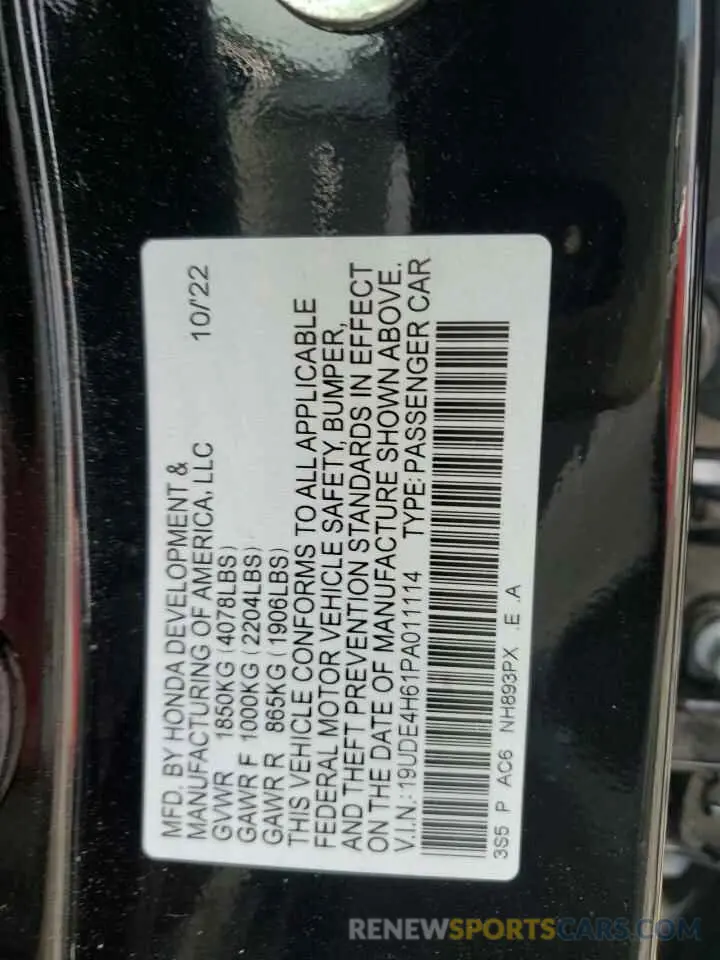 MFD. BY HONDA DEVELOPMENT &
MANUFACTURING OF AMERICA, LLC 10/'22
GVWR 1850KG (4078LBS)
GAWR F 1000KG (2204LBS)
GAWR R 865KG (1906LBS)
THIS VEHICLE CONFORMS TO ALL APPLICABLE
FEDERAL MOTOR VEHICLE SAFETY, BUMPER,
AND THEFT PREVENTION STANDARDS IN EFFECT
ON THE DATE OF MANUFACTURE SHOWN ABOVE.
V.I.N.: 19UDE4H61PA011114 TYPE: PASSENGER CAR
3S5 P AC6 NH893PX .E .A
RENEWSPORTSCARS.COM